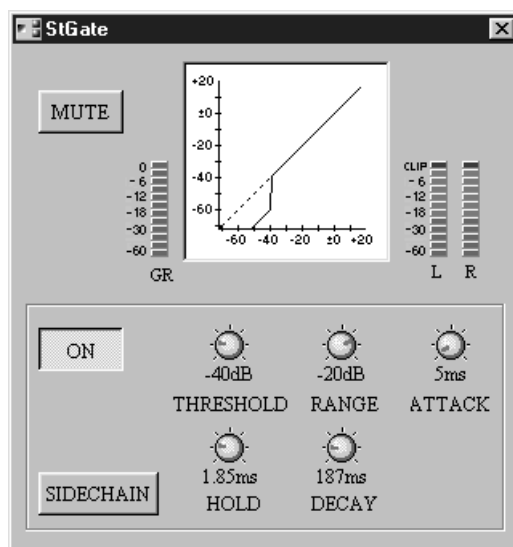 StGate
MUTE
+20
±0
-20
-40
-60
-60 -40 -20 ±0 +20
0
-6
-12
-18
-30
-60
GR
CLIP
-6
-12
-18
-30
-60
L R
ON
-40dB -20dB 5ms
THRESHOLD RANGE ATTACK
1.85ms 187ms
SIDECHAIN HOLD DECAY